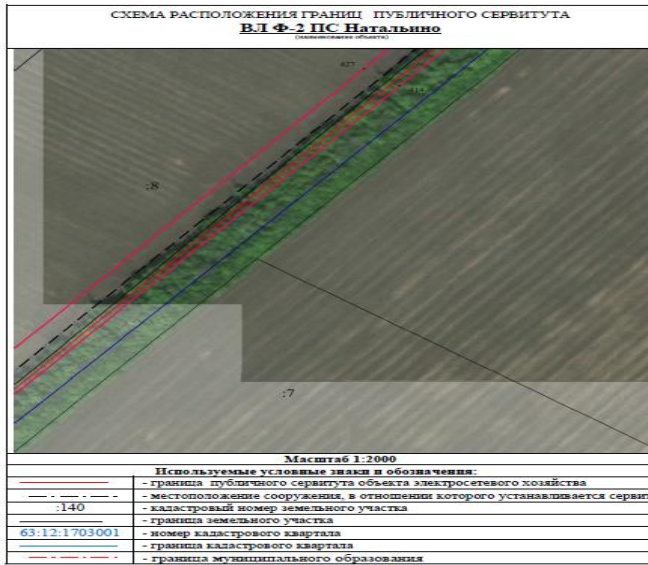 СХЕМА РАСПОЛОЖЕНИЯ ГРАНИЦ ПУБЛИЧНОГО СЕРВИТУТА
ВЛ Ф-2 ПС Натальино
(наименование объекта)
427
414
:8
:7
Масштаб 1:2000
Используемые условные знаки и обозначения:
- граница публичного сервитута объекта электросетевого хозяйства
- местоположение сооружения, в отношении которого устанавливается серви
:140 - кадастровый номер земельного участка
- граница земельного участка
63:12:1703001 - номер кадастрового квартала
- граница кадастрового квартала
- граница муниципального образования